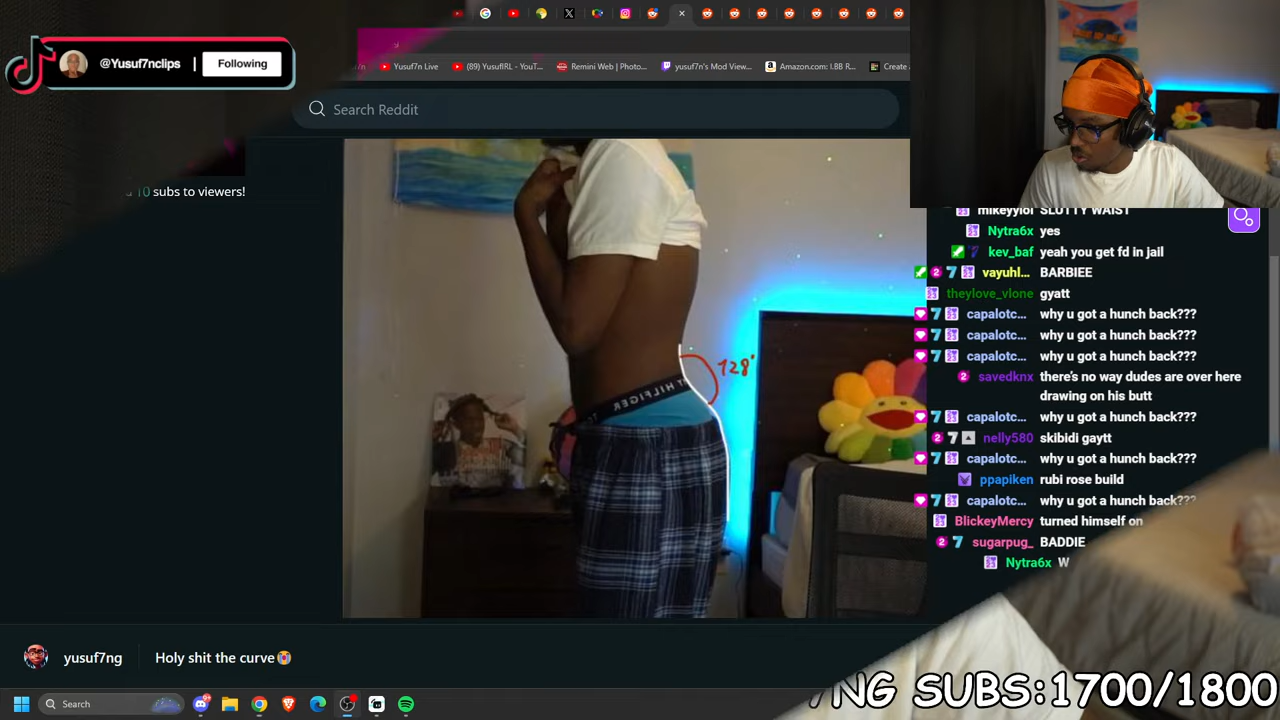 @Yusuf7nclips | Following
Yusuf7n Live
(89) YusufIRL - YouT...
Remini Web | Photo...
yusuf7n's Mod View...
Amazon.com: I.8B R...
Create
Search Reddit
10 subs to viewers!
128°
mikeyylol SLUTTY WAIST
Nytra6x yes
kev_baf yeah you get fd in jail
vayuhl... BARBIEE
theylove_vlone gyatt
capalotc... why u got a hunch back???
capalotc... why u got a hunch back???
capalotc... why u got a hunch back???
savedknx there's no way dudes are over here
drawing on his butt
capalotc... why u got a hunch back???
nelly580 skibidi gaytt
capalotc... why u got a hunch back???
ppapiken rubi rose build
capalotc... why u got a hunch back???
BlickeyMercy turned himself on
sugarpug_ BADDIE
Nytra6x W
HILFIGER
yusuf7ng Holy shit the curve😭
NG SUBS:1700/1800
Search